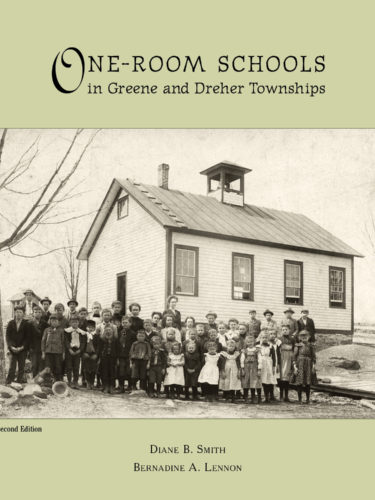 ONE-ROOM SCHOOLS
in Greene and Dreher Townships
econd Edition
DIANE B. SMITH
BERNADINE A. LENNON